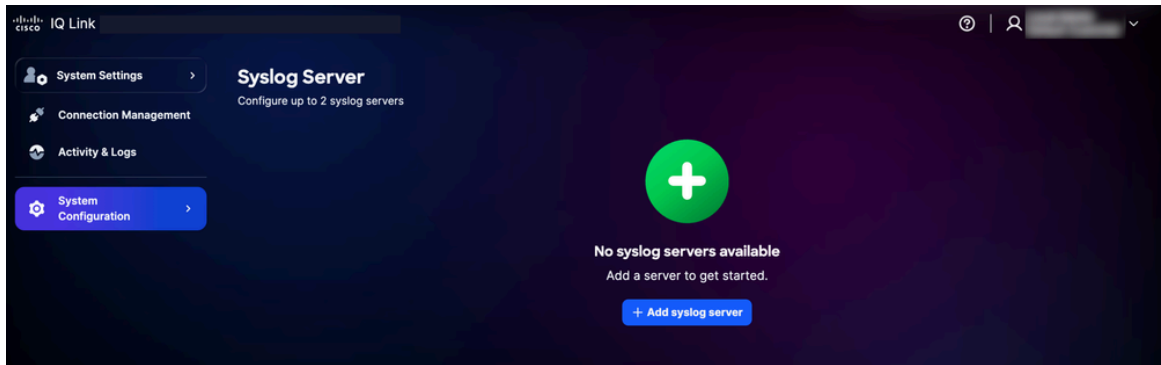 cisco IQ Link
System Settings
Connection Management
Activity & Logs
System
Configuration
Syslog Server
Configure up to 2 syslog servers
No syslog servers available
Add a server to get started.
+ Add syslog server